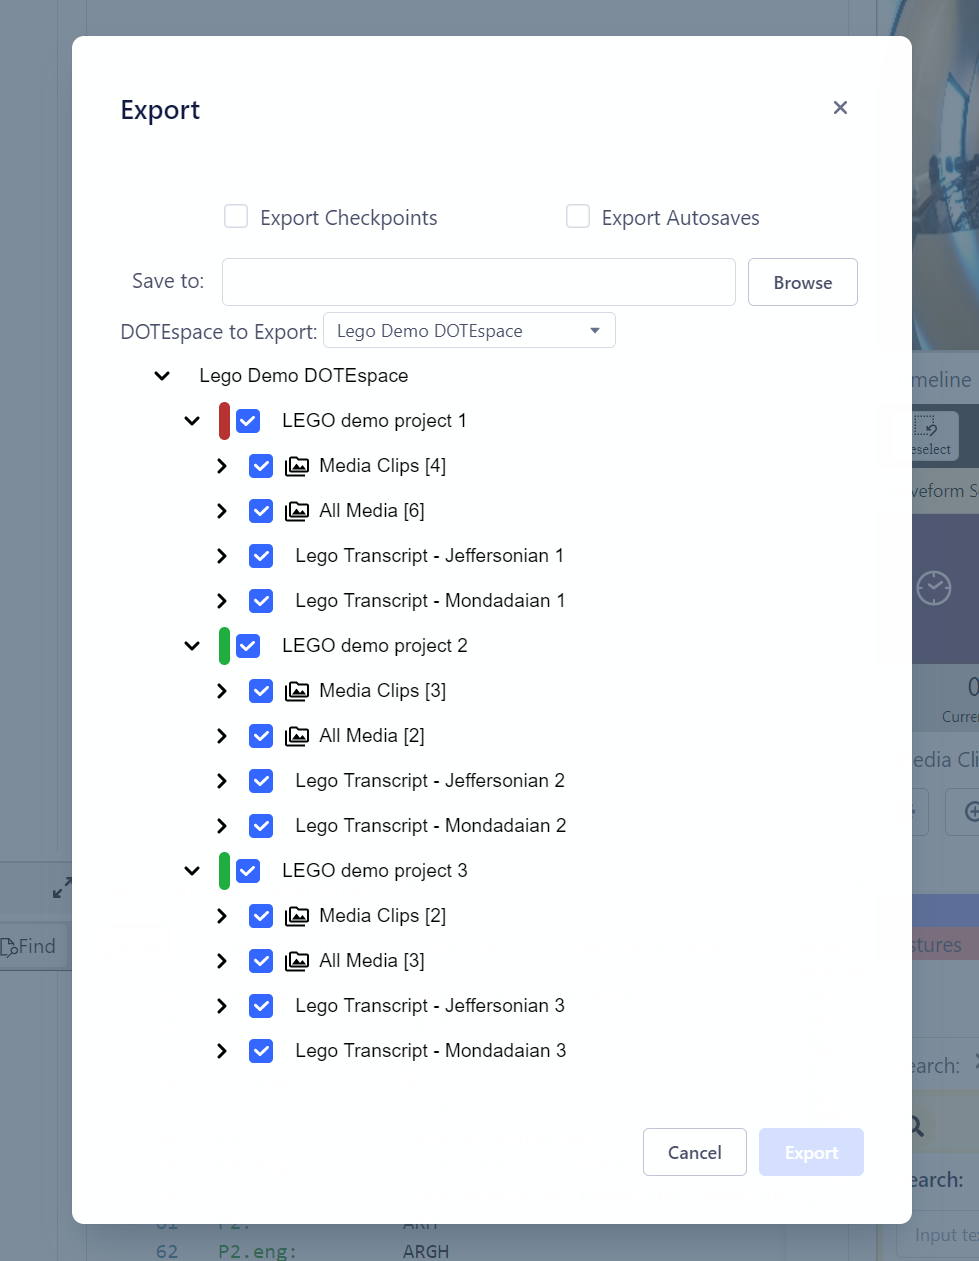 Export
Export Checkpoints
Export Autosaves
Save to:
Browse
DOTEspace to Export: Lego Demo DOTEspace
Lego Demo DOTEspace
LEGO demo project 1
Media Clips [4]
All Media [6]
Lego Transcript - Jeffersonian 1
Lego Transcript - Mondadaian 1
LEGO demo project 2
Media Clips [3]
All Media [2]
Lego Transcript - Jeffersonian 2
Lego Transcript - Mondadaian 2
LEGO demo project 3
Media Clips [2]
All Media [3]
Lego Transcript - Jeffersonian 3
Lego Transcript - Mondadaian 3
Cancel
Export
Find
meline
eselect
veform S
0
Curre
edia Cli
stures
earch:
earch:
Input te
62 P2.eng: ARGH